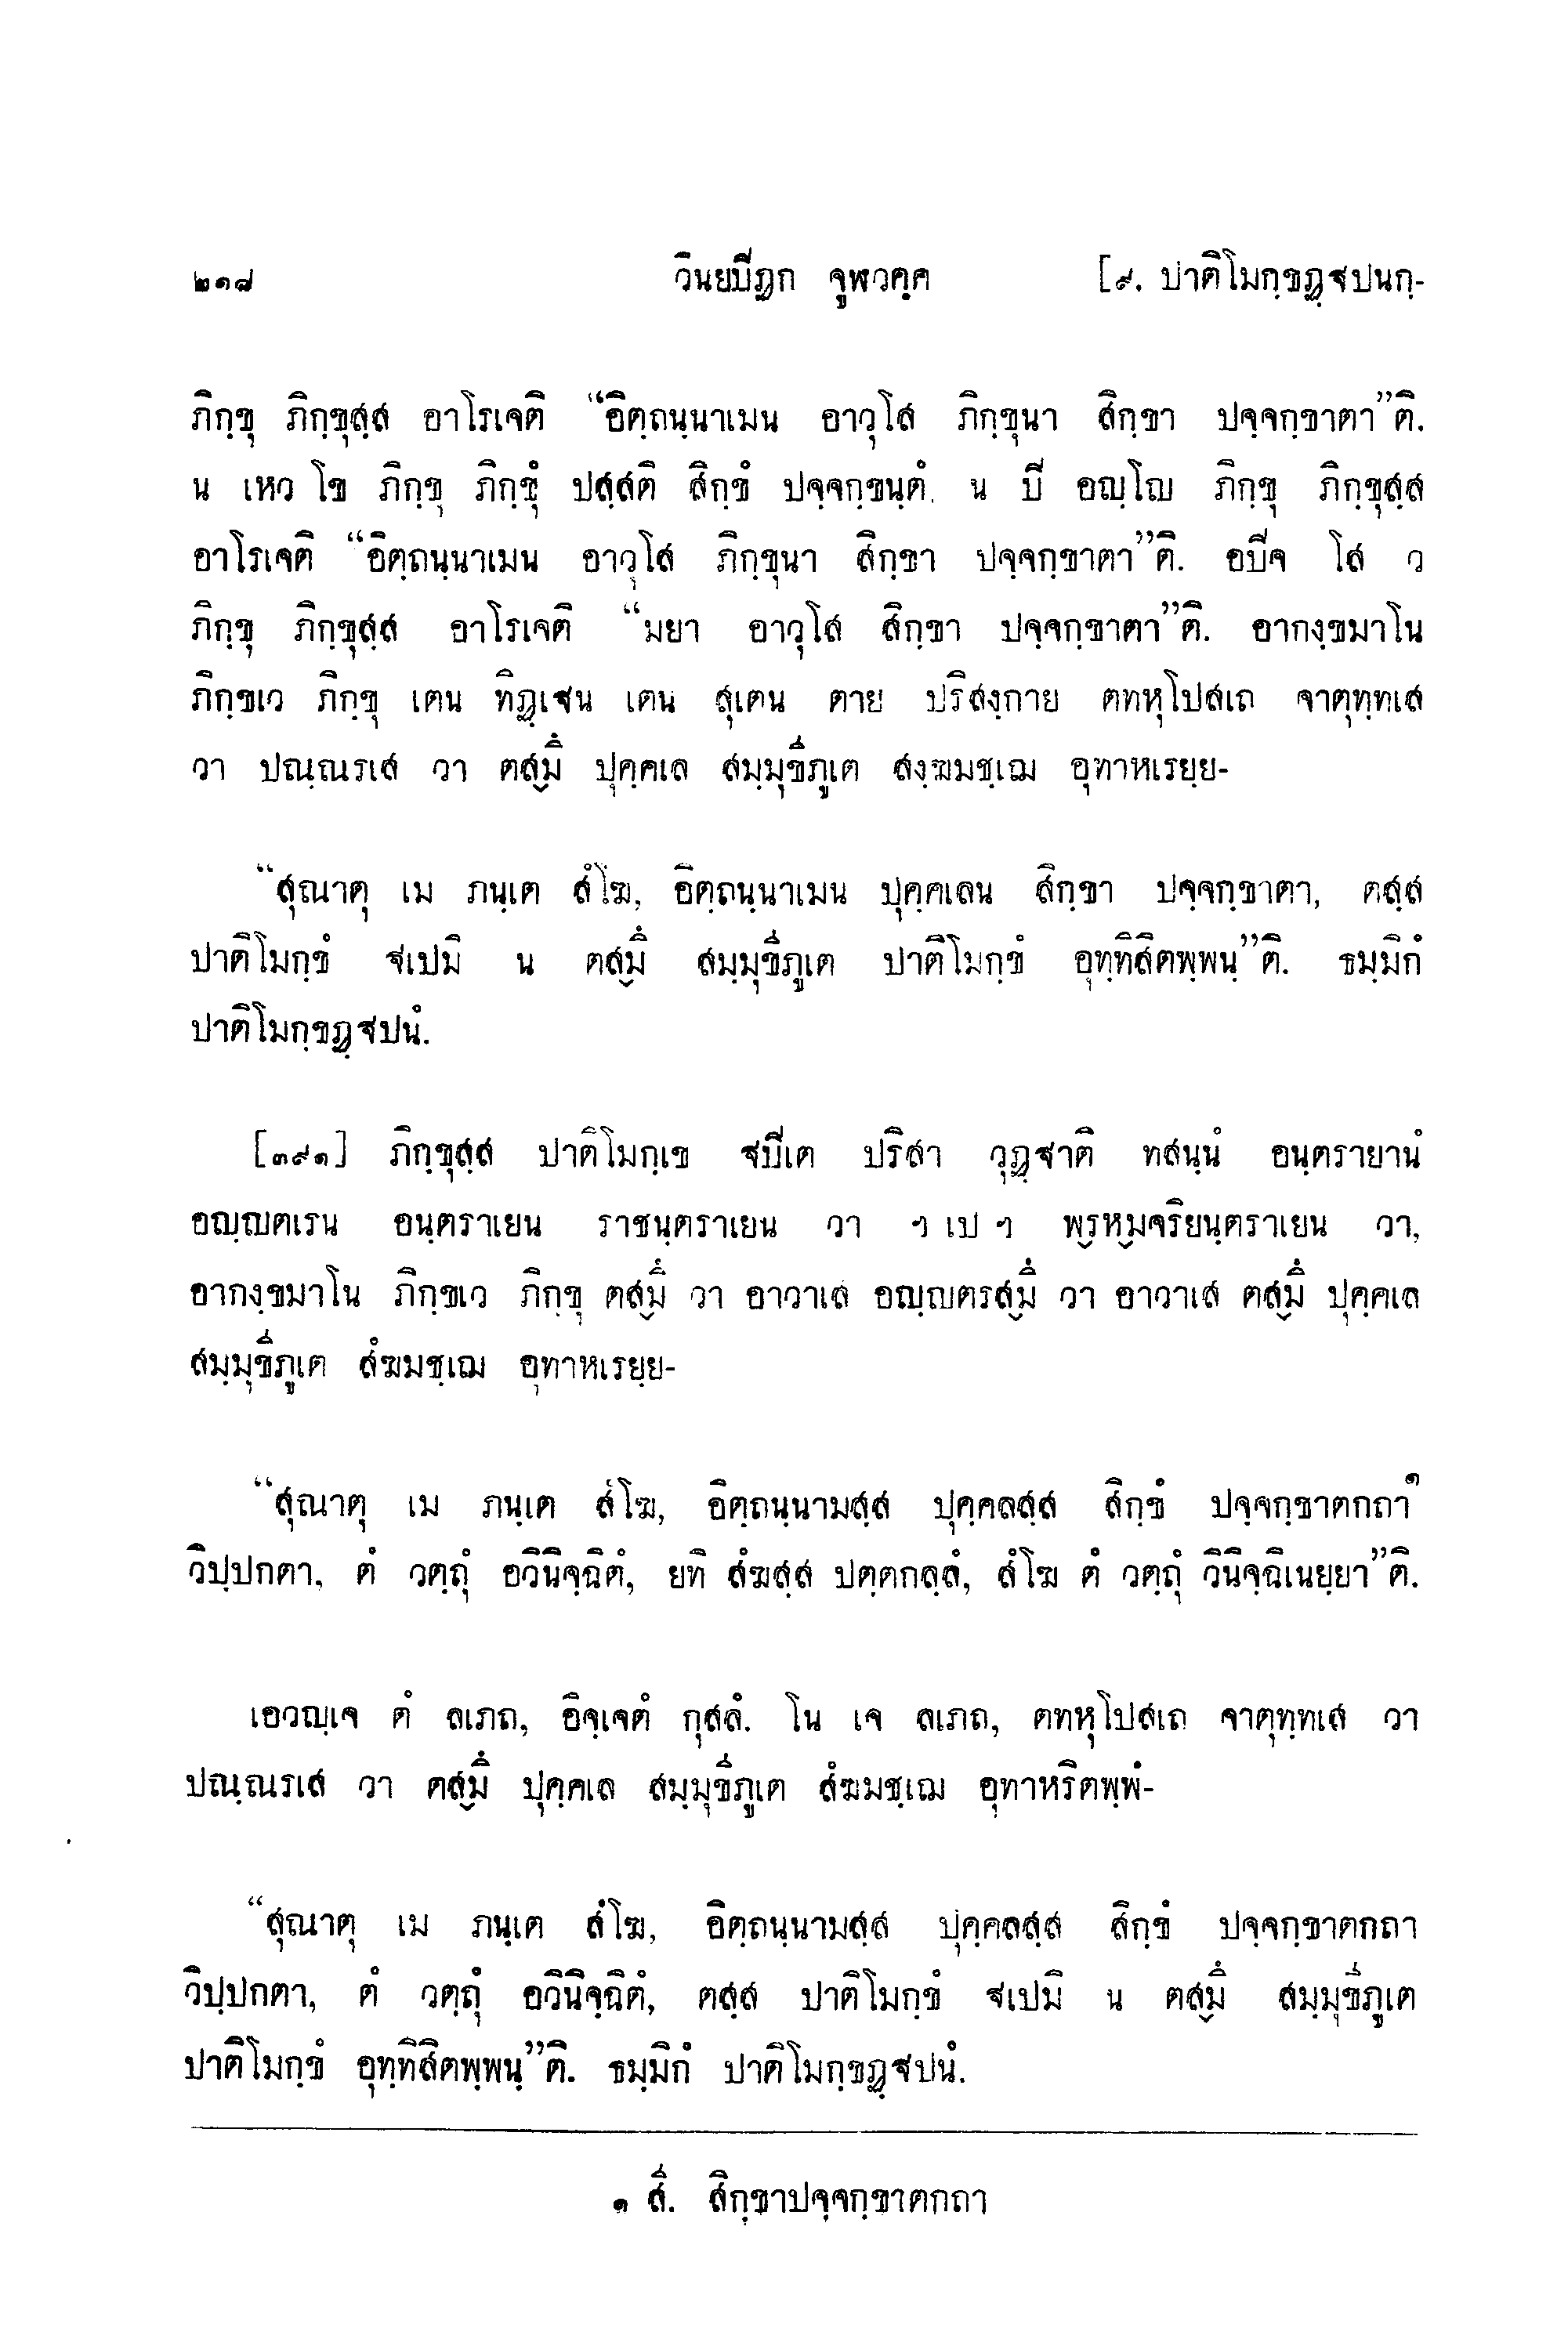 ๒๑๘ วินยปิฏก จูฬวคฺค [๙. ปาติโมกฺขฏฺฐปนกฺ-
ภิกฺขุ ภิกฺขุสฺส อาโรเจติ “อิตฺถนฺนาเมน อาวุโส ภิกฺขุนา สิกฺขา ปจฺจกฺขาตา”ติ.
น เหว โข ภิกฺขุ ภิกฺขุํ ปสฺสติ สิกฺขํ ปจฺจกฺขนฺตํ. น ปิ อญฺโญ ภิกฺขุ ภิกฺขุสฺส
อาโรเจติ “อิตฺถนฺนาเมน อาวุโส ภิกฺขุนา สิกฺขา ปจฺจกฺขาตา”ติ. อปิจ โส ว
ภิกฺขุ ภิกฺขุสฺส อาโรเจติ “มยา อาวุโส สิกฺขา ปจฺจกฺขาตา”ติ. อากงฺขมาโน
ภิกฺขเว ภิกฺขุ เตน ทิฏฺเฐน เตน สุเตน ตาย ปริสงฺกาย ตทหุโปสเถ จาตุทฺทเส
วา ปณฺณรเส วา ตสฺมิํ ปุคฺคเล สมฺมุขีภูเต สงฺฆมชฺเฌ อุทาหเรยฺย-
“สุณาตุ เม ภนฺเต สํโฆ, อิตฺถนฺนาเมน ปุคฺคเลน สิกฺขา ปจฺจกฺขาตา, ตสฺส
ปาติโมกฺขํ ฐเปมิ น ตสฺมิํ สมฺมุขีภูเต ปาติโมกฺขํ อุทฺทิสิตพฺพนฺ”ติ. ธมฺมิกํ
ปาติโมกฺขฏฺฐปนํ.
[๓๙๑] ภิกฺขุสฺส ปาติโมกฺเข ฐปิเต ปริสา วุฏฺฐาติ ทสนฺนํ อนฺตรายานํ
อญฺญตเรน อนฺตราเยน ราชนฺตราเยน วา ฯ เป ฯ พฺรหฺมจริยนฺตราเยน วา,
อากงฺขมาโน ภิกฺขเว ภิกฺขุ ตสฺมิํ วา อาวาเส อญฺญตรสฺมิํ วา อาวาเส ตสฺมิํ ปุคฺคเล
สมฺมุขีภูเต สํฆมชฺเฌ อุทาหเรยฺย-
“สุณาตุ เม ภนฺเต สํโฆ, อิตฺถนฺนามสฺส ปุคฺคลสฺส สิกฺขํ ปจฺจกฺขาตกถา๑
วิปฺปกตา, ตํ วตฺถุํ อวินิจฺฉิตํ, ยทิ สํฆสฺส ปตฺตกลฺลํ, สํโฆ ตํ วตฺถุํ วินิจฺฉิเนยฺยา”ติ.
เอวญฺเจ ตํ ลเภถ, อิจฺเจตํ กุสลํ. โน เจ ลเภถ, ตทหุโปสเถ จาตุทฺทเส วา
ปณฺณรเส วา ตสฺมิํ ปุคฺคเล สมฺมุขีภูเต สํฆมชฺเฌ อุทาหริตพฺพํ-
“สุณาตุ เม ภนฺเต สํโฆ, อิตฺถนฺนามสฺส ปุคฺคลสฺส สิกฺขํ ปจฺจกฺขาตกถา
วิปฺปกตา, ตํ วตฺถุํ อวินิจฺฉิตํ, ตสฺส ปาติโมกฺขํ ฐเปมิ น ตสฺมิํ สมฺมุขีภูเต
ปาติโมกฺขํ อุทฺทิสิตพฺพนฺ”ติ. ธมฺมิกํ ปาติโมกฺขฏฺฐปนํ.
๑ สี. สิกฺขาปจฺจกฺขาตกถา